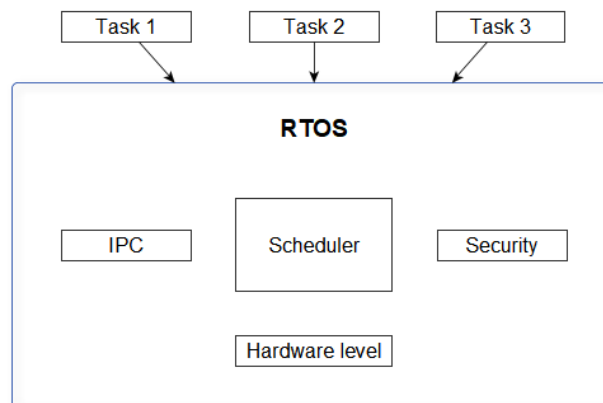 Task 1
Task 2
Task 3
RTOS
IPC
Scheduler
Security
Hardware level